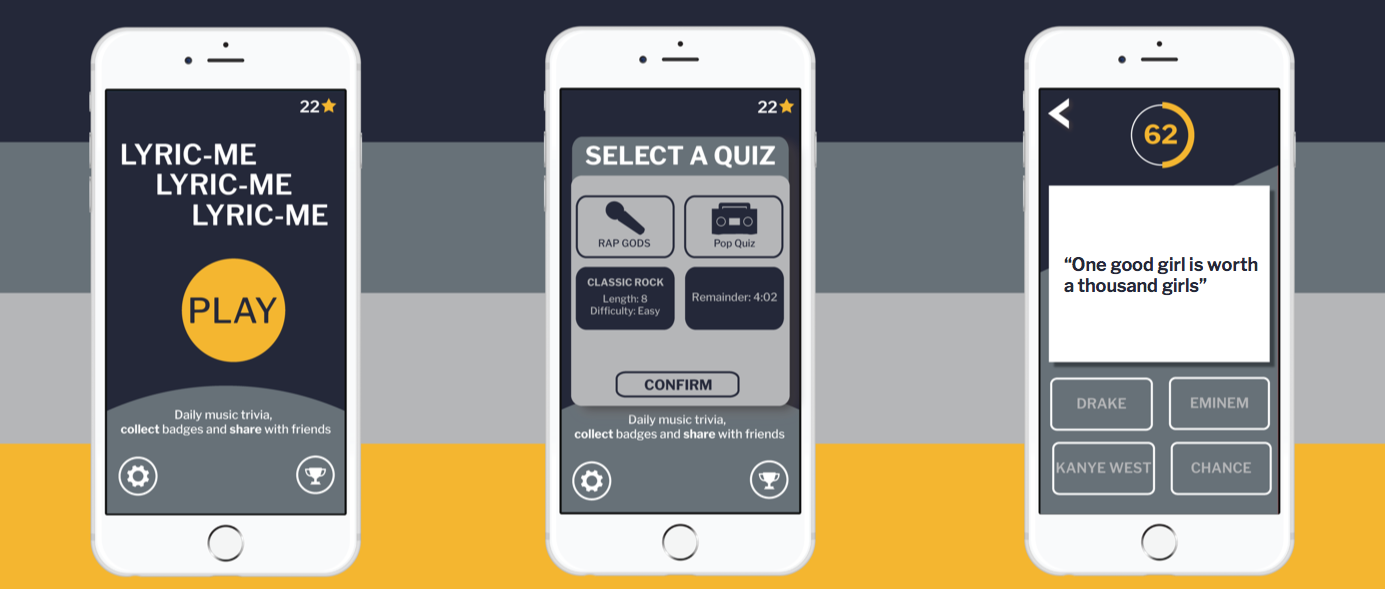 22
LYRIC-ME
LYRIC-ME
LYRIC-ME
PLAY
Daily music trivia,
collect badges and share with friends
22
SELECT A QUIZ
RAP GODS
Pop Quiz
CLASSIC ROCK
Length: 8
Difficulty: Easy
Remainder: 4:02
CONFIRM
Daily music trivia,
collect badges and share with friends
62
“One good girl is worth
a thousand girls”
DRAKE
EMINEM
KANYE WEST
CHANCE